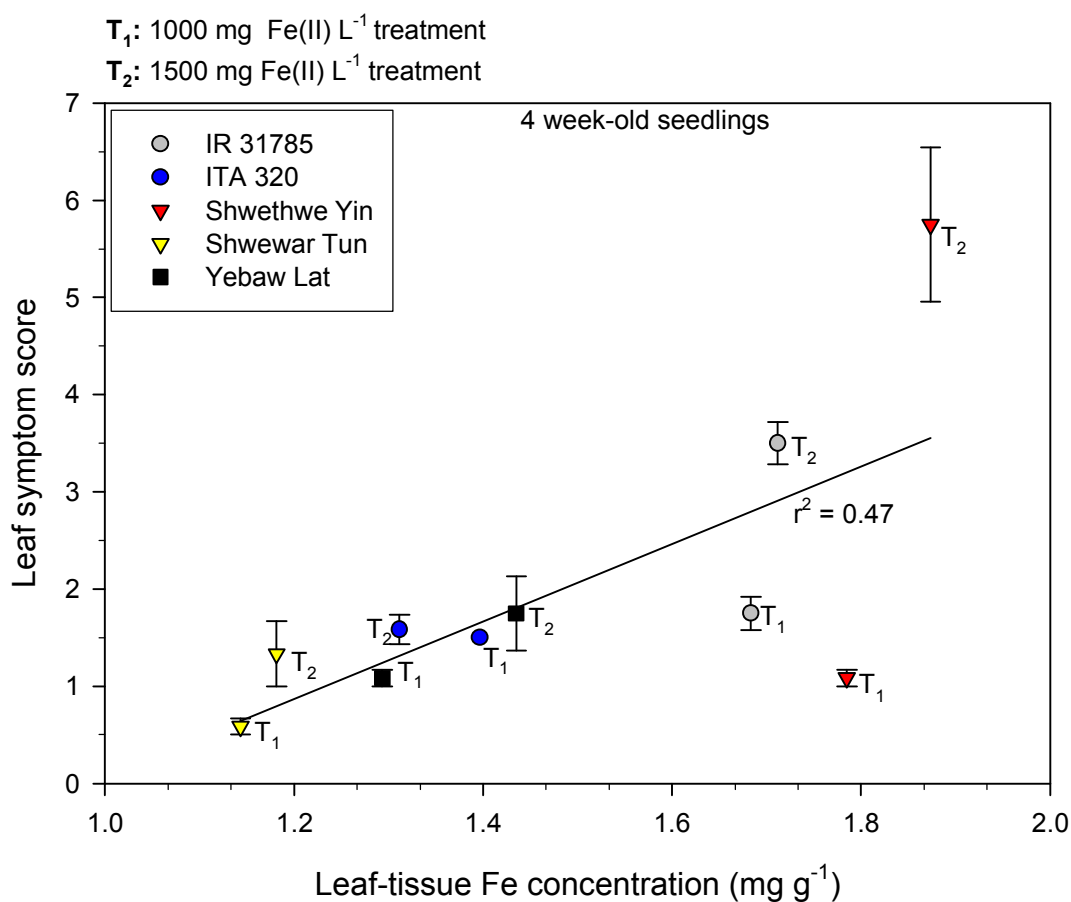 T₁: 1000 mg Fe(II) L⁻¹ treatment
T₂: 1500 mg Fe(II) L⁻¹ treatment
4 week-old seedlings
IR 31785
ITA 320
Shwethwe Yin
Shwewar Tun
Yebaw Lat
7
6
5
4
3
2
1
0
Leaf symptom score
T₂
T₂
r² = 0.47
T₂
T₂
T₁
T₂
T₁
T₁
T₁
T₁
1.0 1.2 1.4 1.6 1.8 2.0
Leaf-tissue Fe concentration (mg g⁻¹)